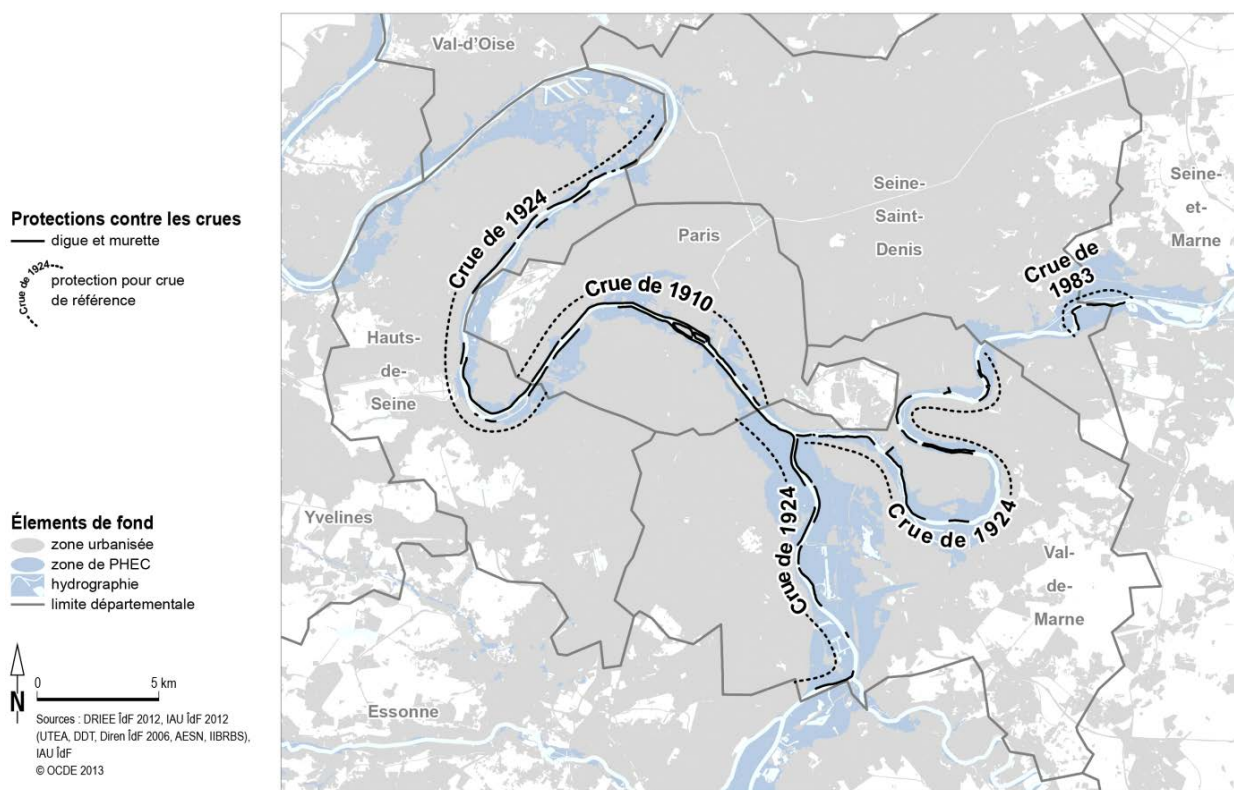 Protections contre les crues
digue et murette
Crue de 1924
protection pour crue
de référence
Élements de fond
zone urbanisée
zone de PHEC
hydrographie
limite départementale
N
0
5 km
Sources : DRIEE ÎdF 2012, IAU ÎdF 2012
(UTEA, DDT, Diren ÎdF 2006, AESN, IIBRBS),
IAU ÎdF
© OCDE 2013
Val-d'Oise
Crue de 1924
Paris
Seine-
Saint-
Denis
Seine-
et-
Marne
Crue de
1983
Crue de 1910
Hauts-
de-
Seine
Yvelines
Crue de 1924
Crue de 1924
Val-
de-
Marne
Essonne